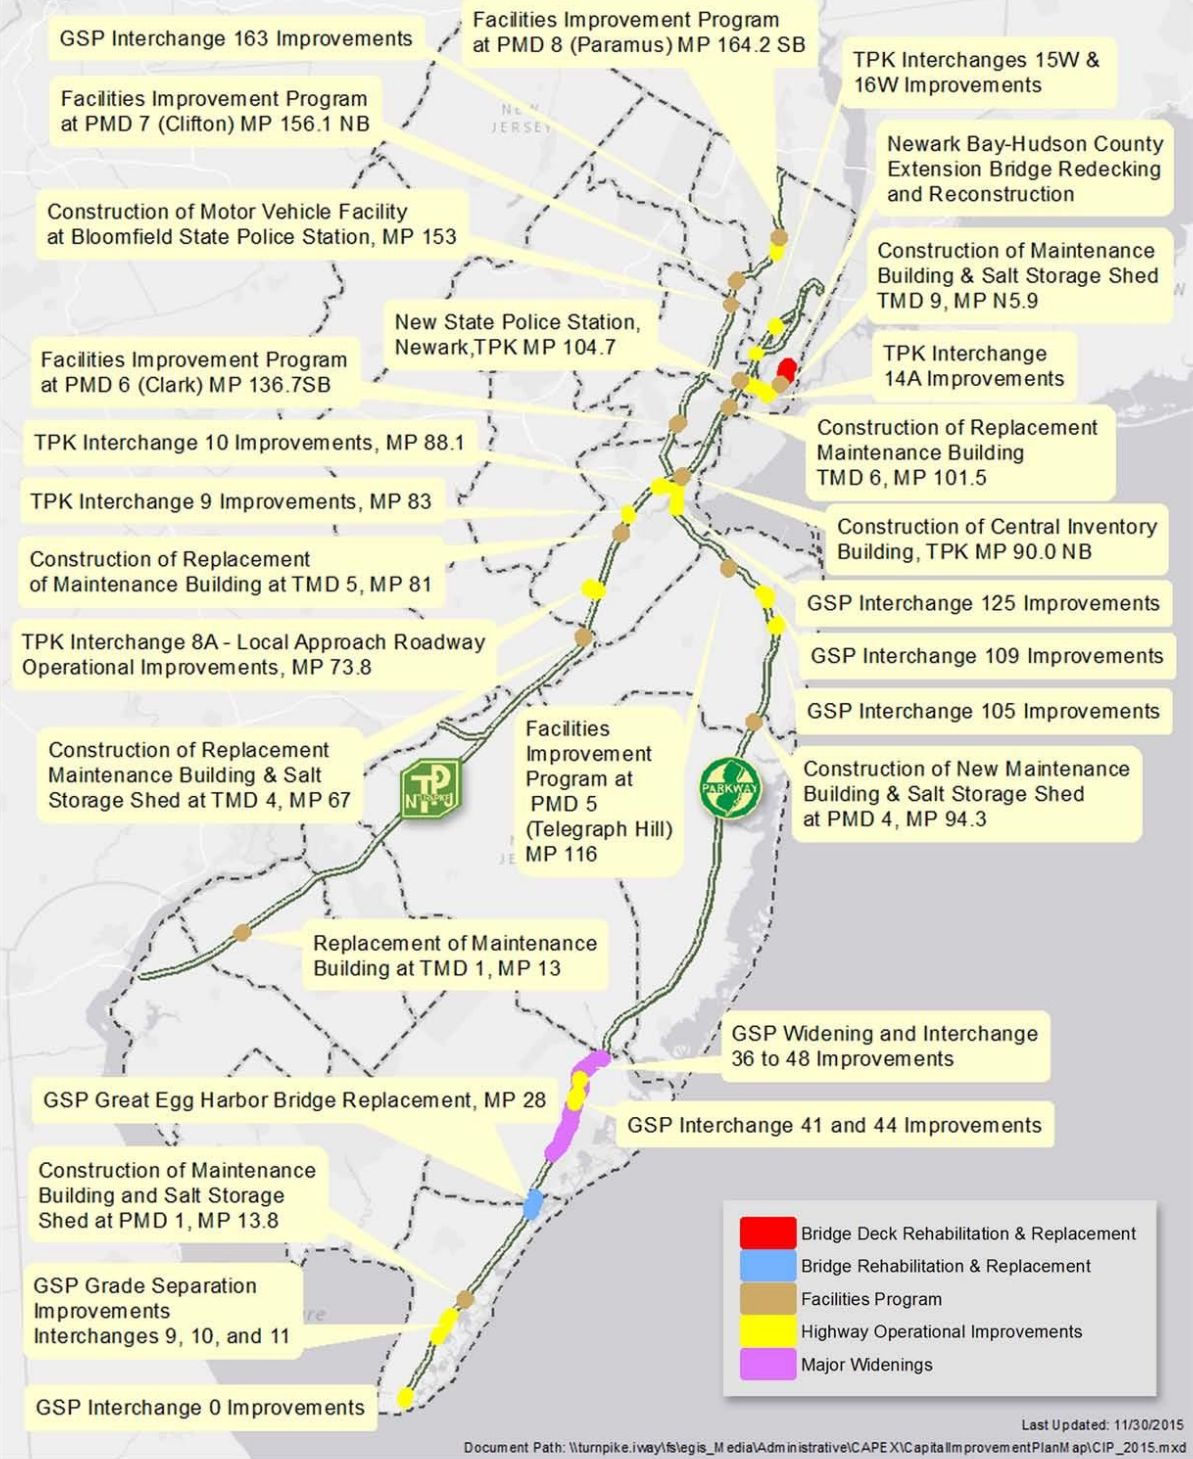 GSP Interchange 163 Improvements
Facilities Improvement Program
at PMD 8 (Paramus) MP 164.2 SB
TPK Interchanges 15W &
16W Improvements
Facilities Improvement Program
at PMD 7 (Clifton) MP 156.1 NB
NEW
JERSEY
Newark Bay-Hudson County
Extension Bridge Redecking
and Reconstruction
Construction of Motor Vehicle Facility
at Bloomfield State Police Station, MP 153
Construction of Maintenance
Building & Salt Storage Shed
TMD 9, MP N5.9
New State Police Station,
Newark,TPK MP 104.7
Facilities Improvement Program
at PMD 6 (Clark) MP 136.7SB
TPK Interchange
14A Improvements
TPK Interchange 10 Improvements, MP 88.1
Construction of Replacement
Maintenance Building
TMD 6, MP 101.5
TPK Interchange 9 Improvements, MP 83
Construction of Central Inventory
Building, TPK MP 90.0 NB
Construction of Replacement
of Maintenance Building at TMD 5, MP 81
GSP Interchange 125 Improvements
TPK Interchange 8A - Local Approach Roadway
Operational Improvements, MP 73.8
GSP Interchange 109 Improvements
GSP Interchange 105 Improvements
Construction of Replacement
Maintenance Building & Salt
Storage Shed at TMD 4, MP 67
Facilities
Improvement
Program at
PMD 5
(Telegraph Hill)
MP 116
Construction of New Maintenance
Building & Salt Storage Shed
at PMD 4, MP 94.3
TP
N TURNPIKE J
PARKWAY
Replacement of Maintenance
Building at TMD 1, MP 13
GSP Widening and Interchange
36 to 48 Improvements
GSP Great Egg Harbor Bridge Replacement, MP 28
GSP Interchange 41 and 44 Improvements
Construction of Maintenance
Building and Salt Storage
Shed at PMD 1, MP 13.8
GSP Grade Separation
Improvements
Interchanges 9, 10, and 11
GSP Interchange 0 Improvements
Bridge Deck Rehabilitation & Replacement
Bridge Rehabilitation & Replacement
Facilities Program
Highway Operational Improvements
Major Widenings
Last Updated: 11/30/2015
Document Path: \\turnpike.iway\fs\egis_Media\Administrative\CAPEX\CapitalImprovementPlanMap\CIP_2015.mxd